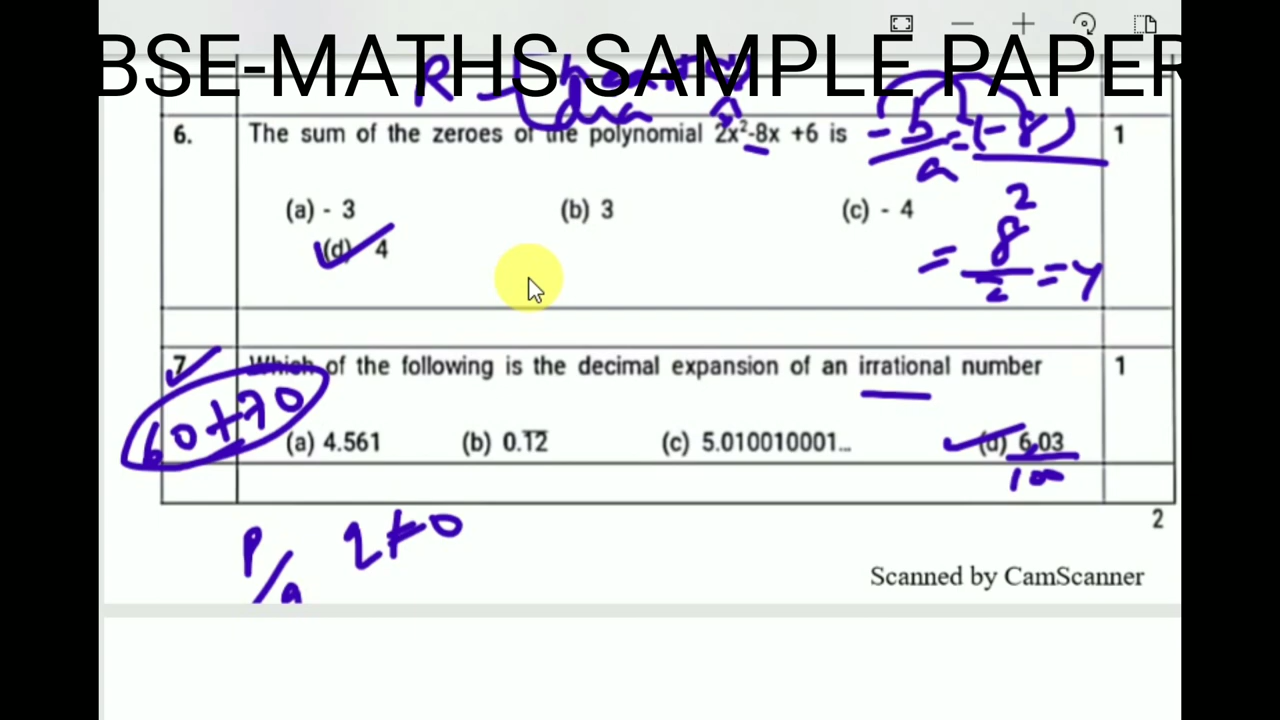 BSE-MATHS SAMPLE PAPER
R
6. The sum of the zeroes of the polynomial 2x²-8x +6 is -b/a = -(-8)/2 1
(a) - 3 (b) 3 (c) - 4
(d) 4
= 8/2 = 4
7 Which of the following is the decimal expansion of an irrational number 1
60+70
(a) 4.561 (b) 0.1̅2̅ (c) 5.010010001... (d) 6.03
100
2
P/q q≠0
Scanned by CamScanner